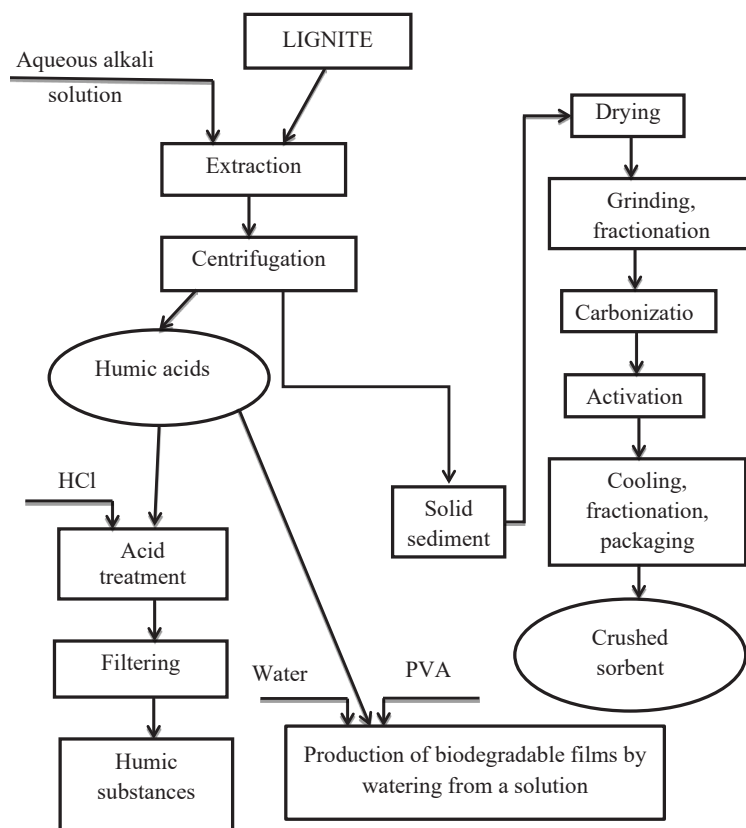 LIGNITE
Aqueous alkali
solution
Extraction
Centrifugation
Humic acids
HCl
Acid
treatment
Filtering
Humic
substances
Water
PVA
Production of biodegradable films by
watering from a solution
Solid
sediment
Drying
Grinding,
fractionation
Carbonizatio
Activation
Cooling,
fractionation,
packaging
Crushed
sorbent